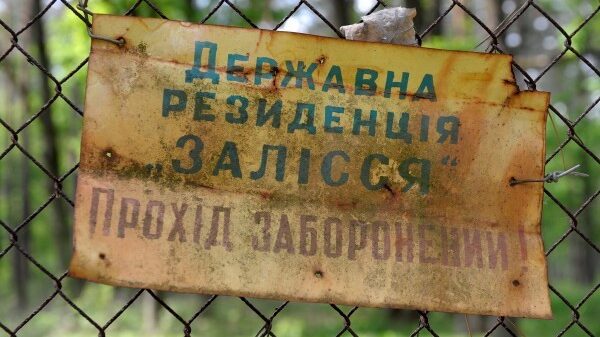 ДЕРЖАВНА
РЕЗИДЕНЦІЯ
„ЗАЛІССЯ“
ПРОХІД ЗАБОРОНЕНИЙ!